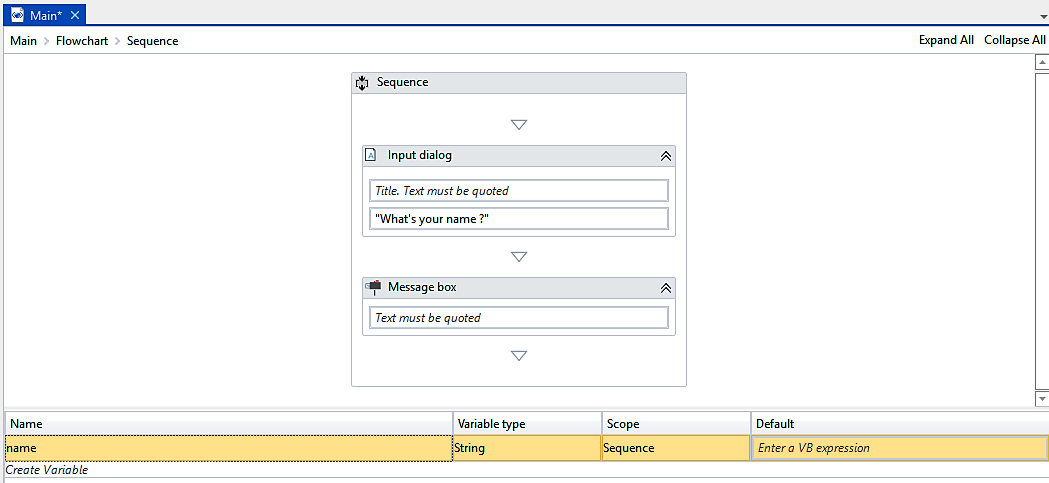 Main*
Main > Flowchart > Sequence
Expand All Collapse All
Sequence
Input dialog
Title. Text must be quoted
"What's your name ?"
Message box
Text must be quoted
Name Variable type Scope Default
name String Sequence Enter a VB expression
Create Variable